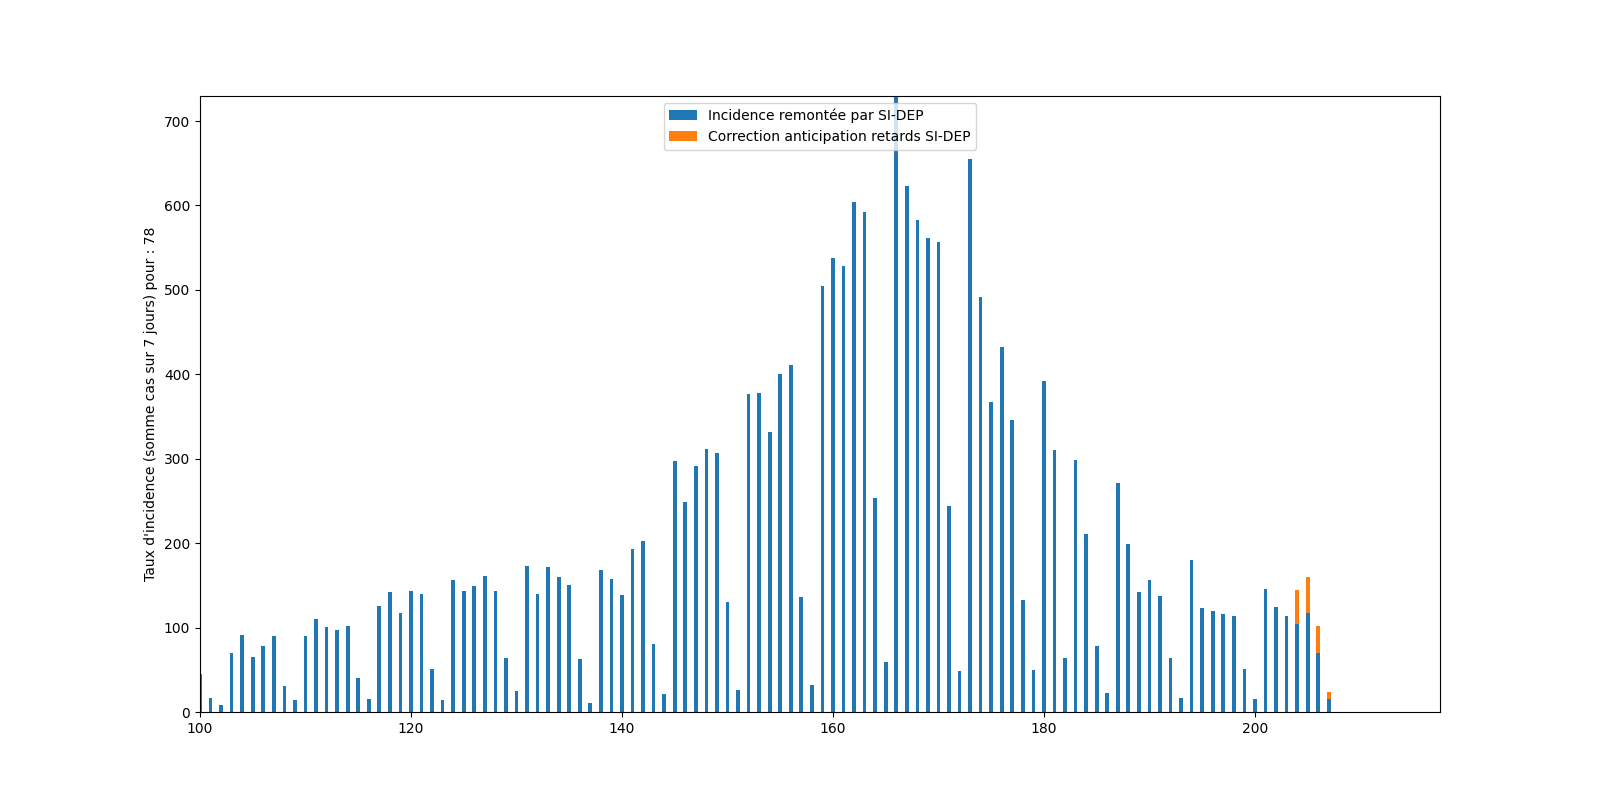 Incidence remontée par SI-DEP
Correction anticipation retards SI-DEP
Taux d'incidence (somme cas sur 7 jours) pour : 78
700
600
500
400
300
200
100
0
100 120 140 160 180 200